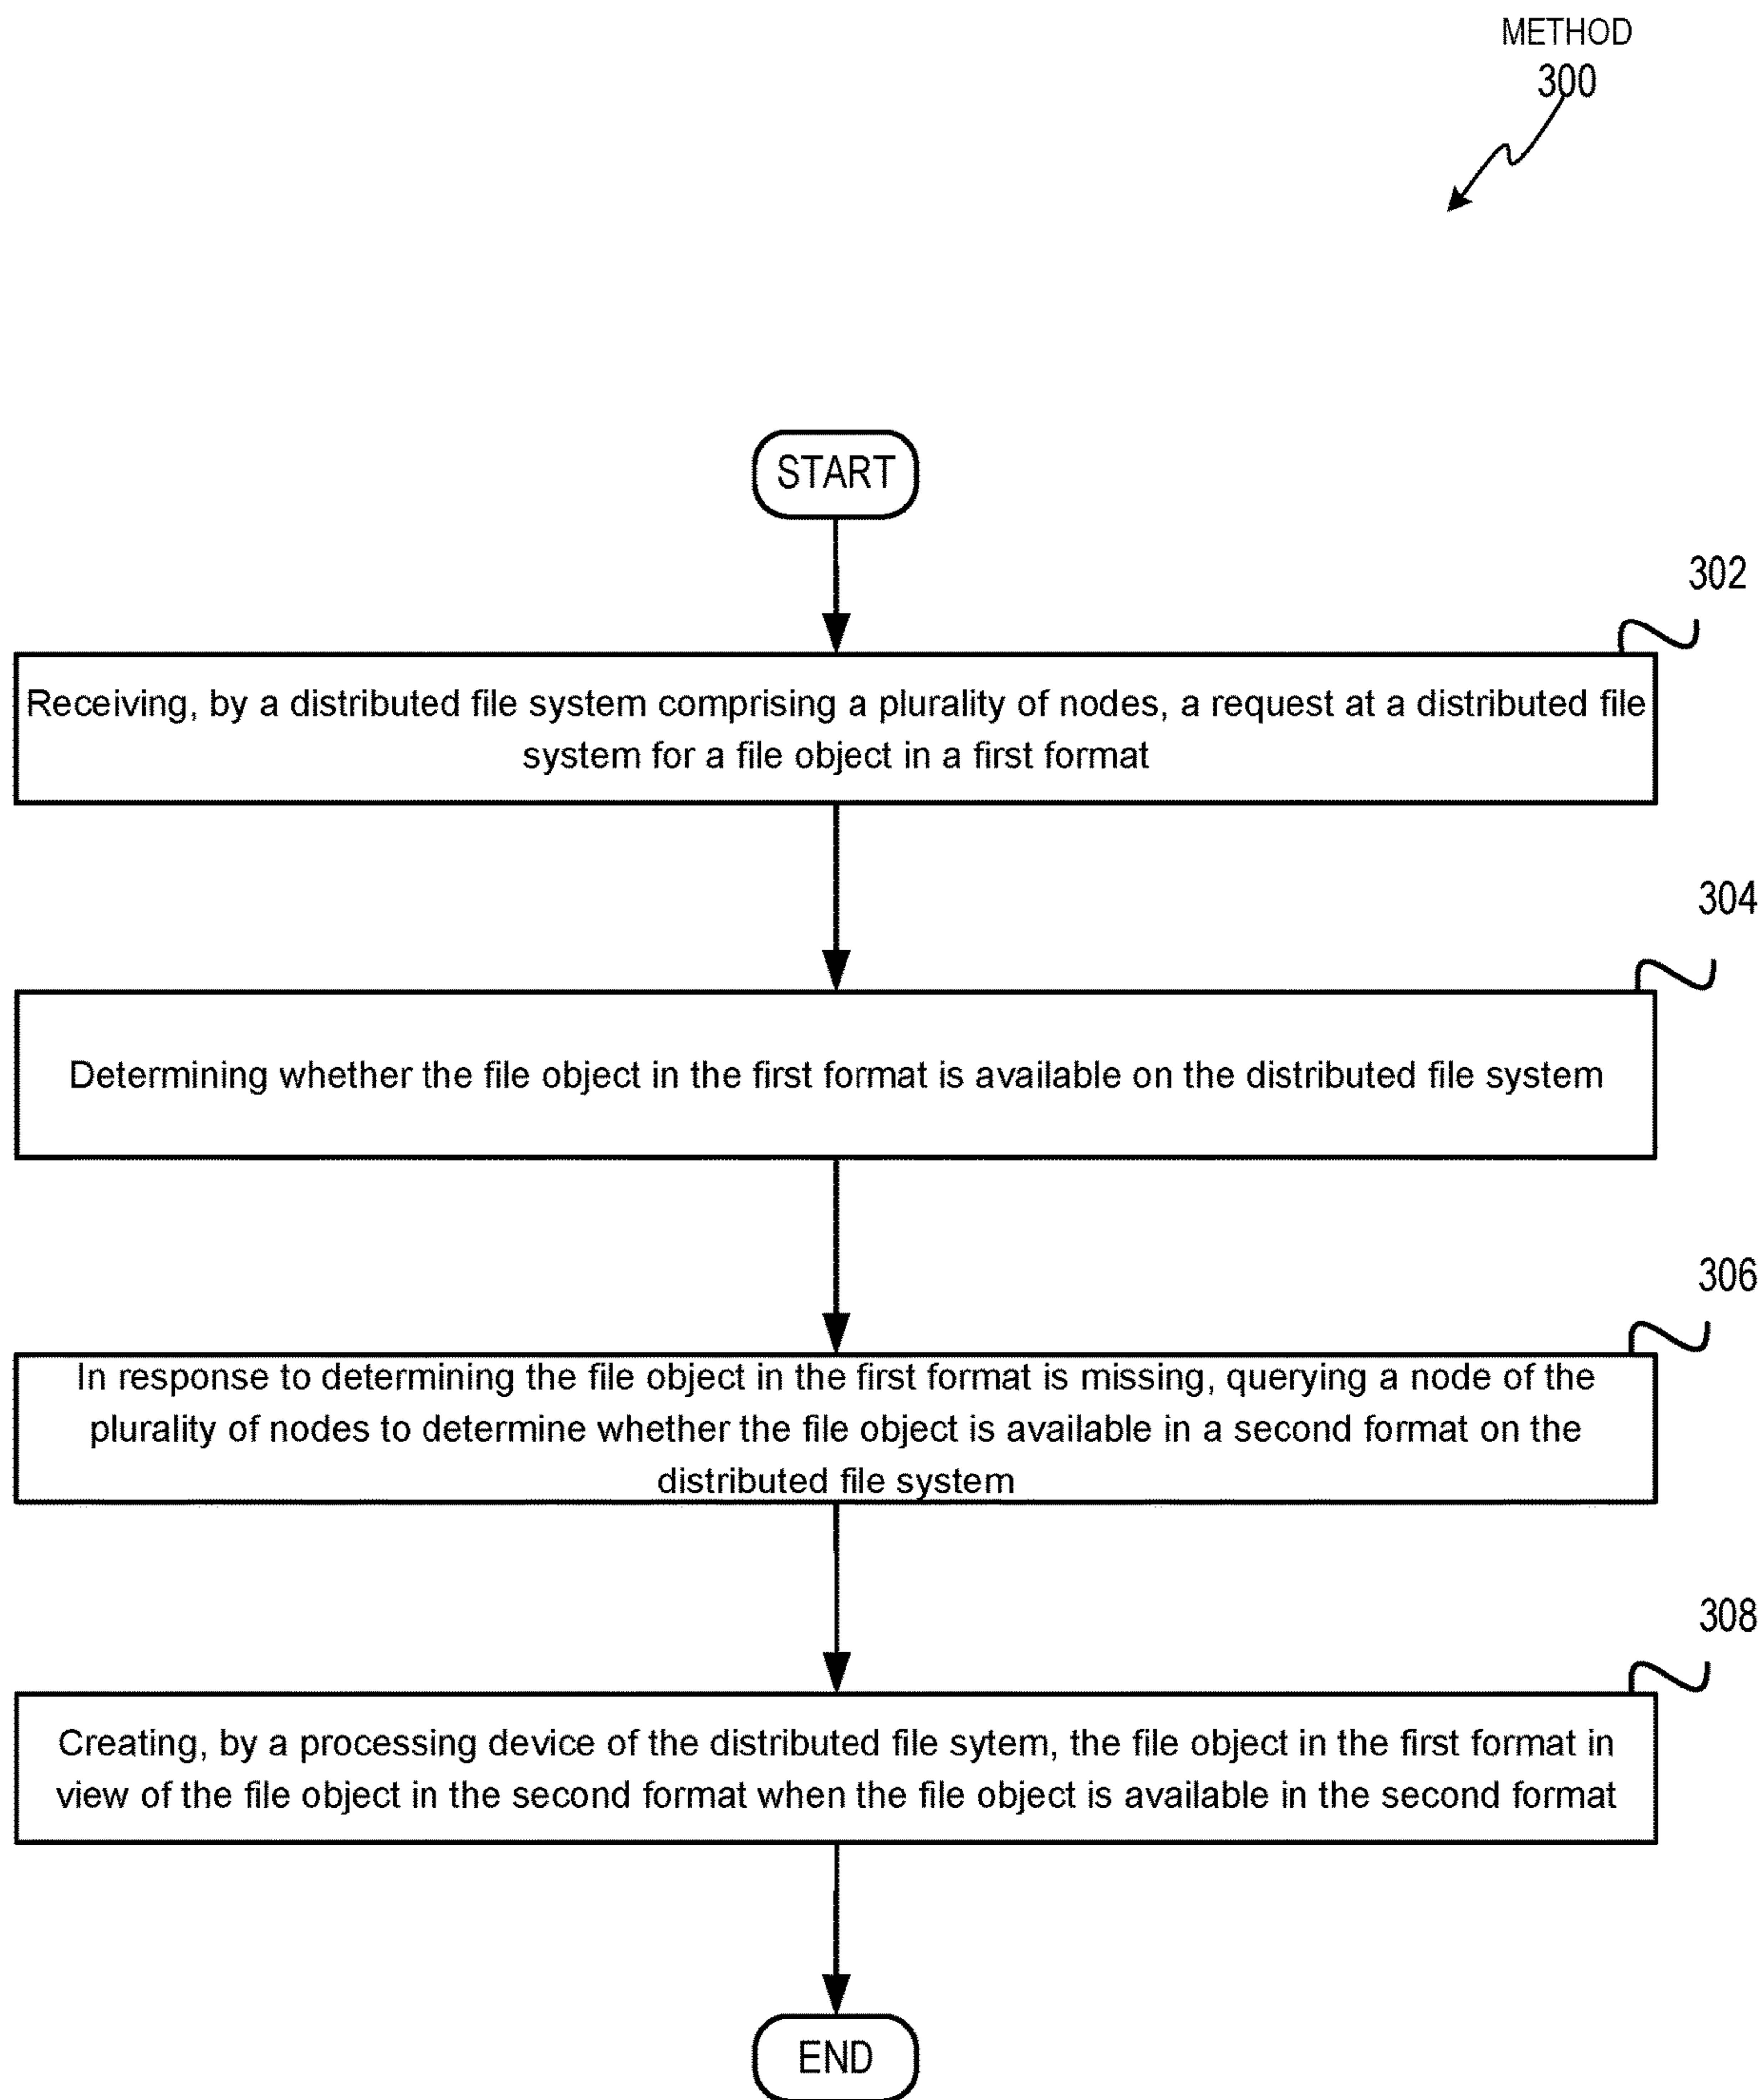 METHOD
300
START
302
Receiving, by a distributed file system comprising a plurality of nodes, a request at a distributed file
system for a file object in a first format
304
Determining whether the file object in the first format is available on the distributed file system
306
In response to determining the file object in the first format is missing, querying a node of the
plurality of nodes to determine whether the file object is available in a second format on the
distributed file system
308
Creating, by a processing device of the distributed file sytem, the file object in the first format in
view of the file object in the second format when the file object is available in the second format
END